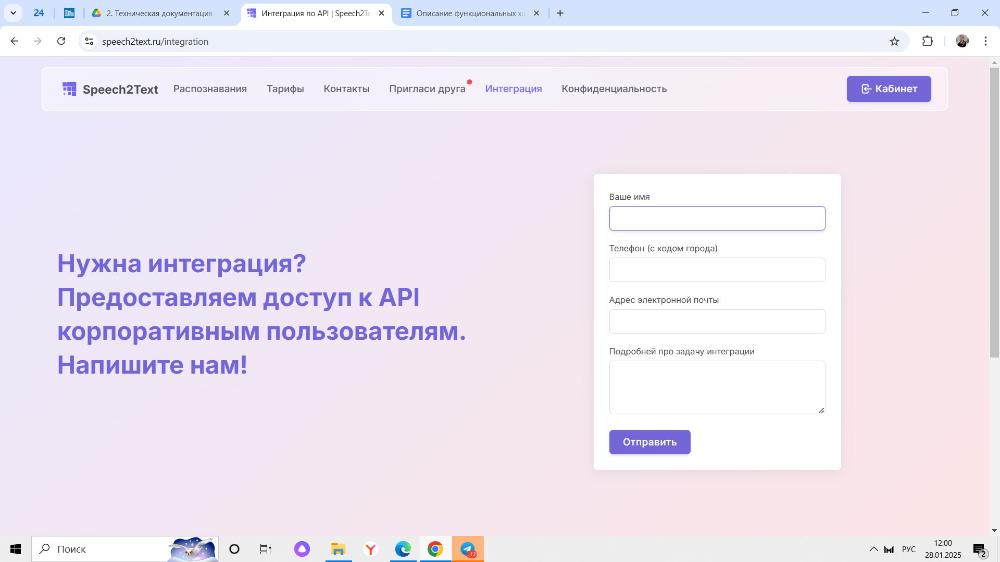 24
2. Техническая документация
Интеграция по API | Speech2Te
Описание функциональных ха
speech2text.ru/integration
Speech2Text
Распознавания
Тарифы
Контакты
Пригласи друга
Интеграция
Конфиденциальность
Кабинет
Нужна интеграция?
Предоставляем доступ к API
корпоративным пользователям.
Напишите нам!
Ваше имя
Телефон (с кодом города)
Адрес электронной почты
Подробней про задачу интеграции
Отправить
Поиск
..12
РУС
12:00
28.01.2025
2